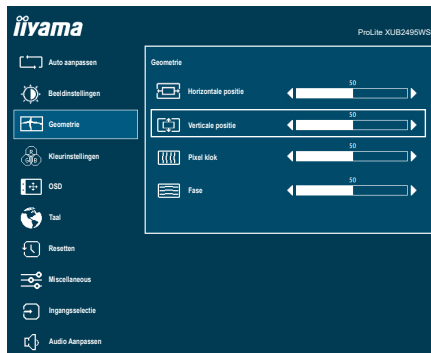 iiyama
ProLite XUB2495WS
Auto aanpassen
Beeldinstellingen
Geometrie
Kleurinstellingen
R
G B
OSD
Taal
Resetten
Miscellaneous
Ingangsselectie
Audio Aanpassen
Geometrie
Horizontale positie
50
Verticale positie
50
Pixel klok
50
Fase
50